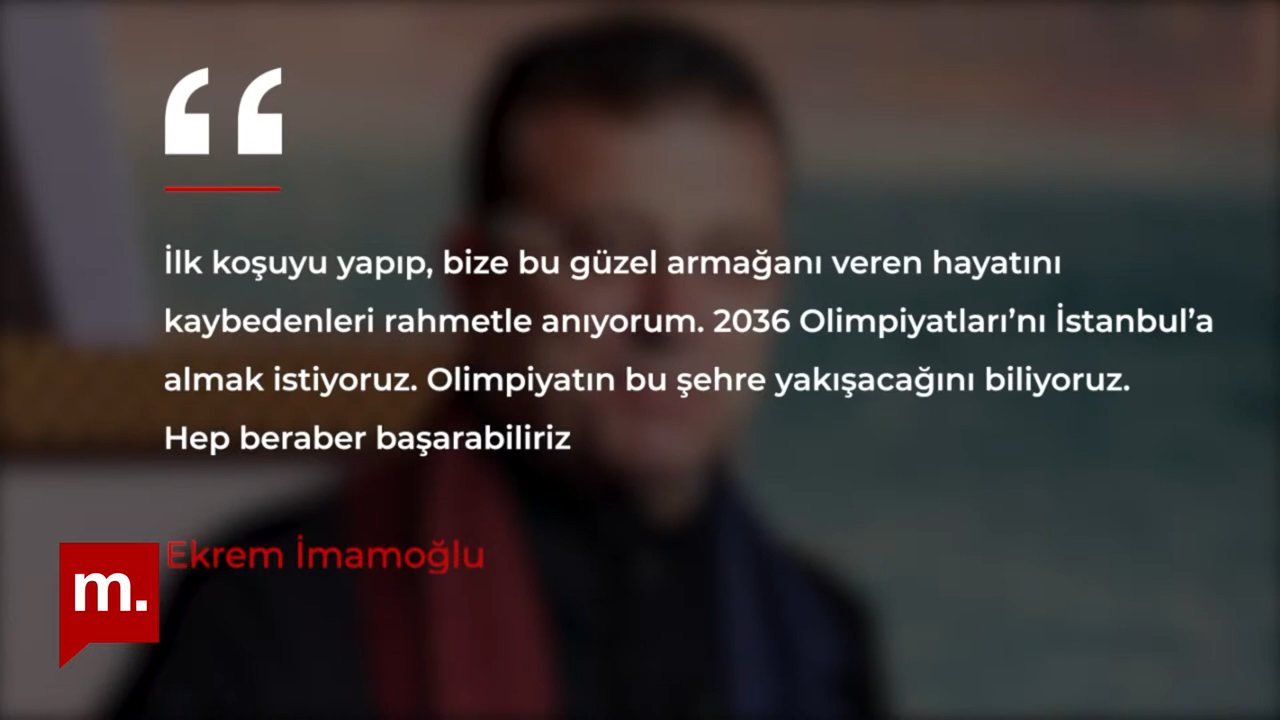 “
İlk koşuyu yapıp, bize bu güzel armağanı veren hayatını
kaybedenleri rahmetle anıyorum. 2036 Olimpiyatları’nı İstanbul’a
almak istiyoruz. Olimpiyatın bu şehre yakışacağını biliyoruz.
Hep beraber başarabiliriz
Ekrem İmamoğlu
m.